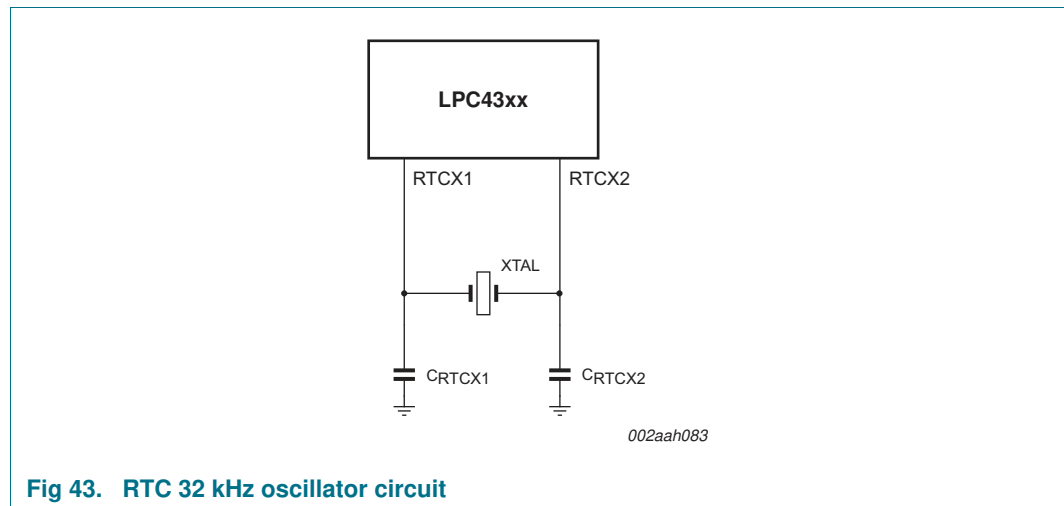 LPC43xx
RTCX1 RTCX2
XTAL
CRTCX1 CRTCX2
002aah083
Fig 43. RTC 32 kHz oscillator circuit